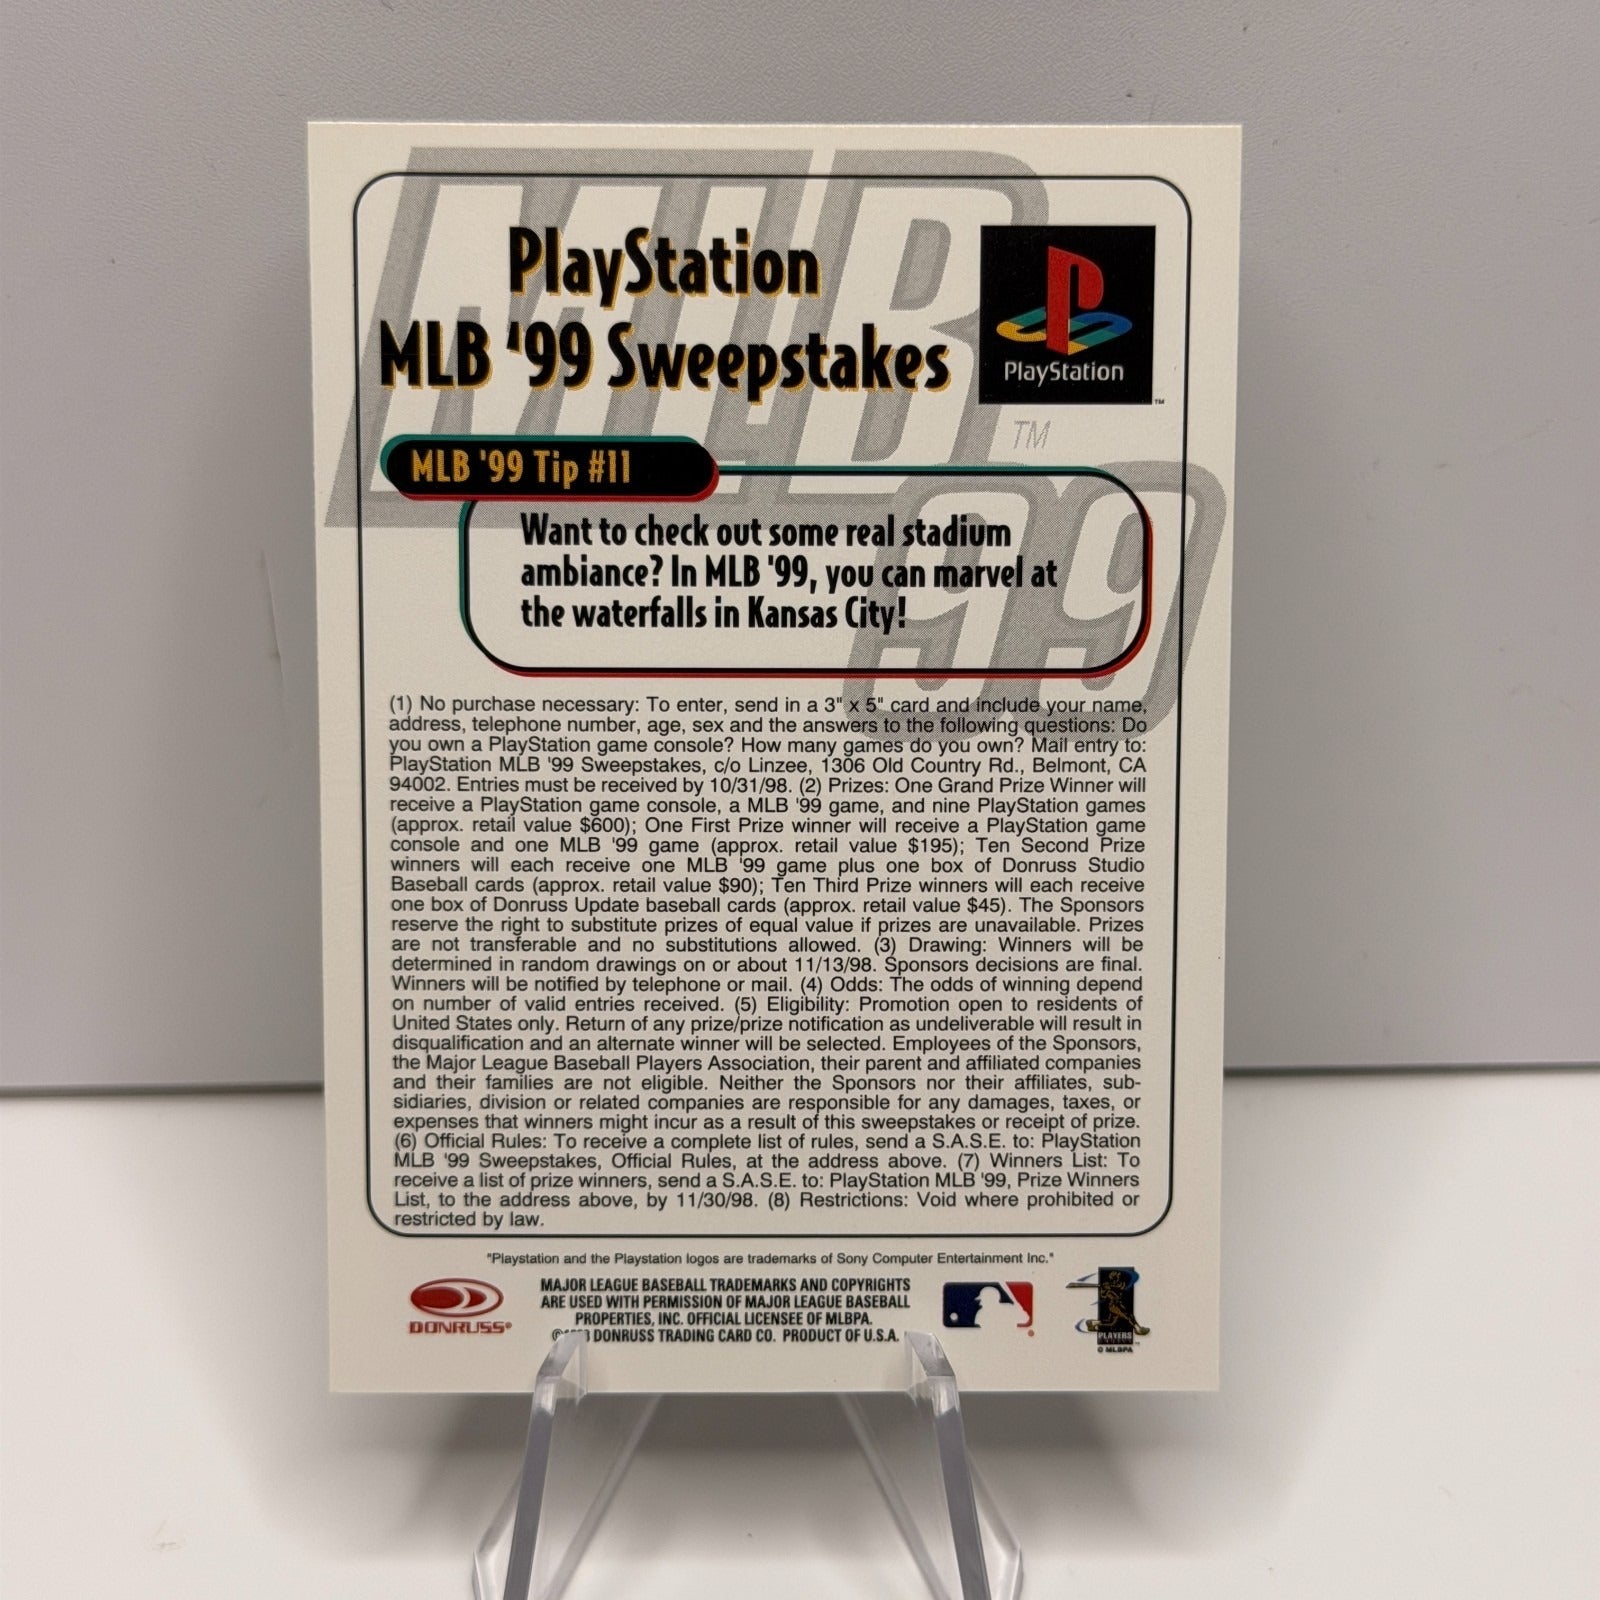 MLB 99
TM
PlayStation
MLB '99 Sweepstakes
PlayStation
TM
MLB '99 Tip #11
Want to check out some real stadium
ambiance? In MLB '99, you can marvel at
the waterfalls in Kansas City!
(1) No purchase necessary: To enter, send in a 3" x 5" card and include your name,
address, telephone number, age, sex and the answers to the following questions: Do
you own a PlayStation game console? How many games do you own? Mail entry to:
PlayStation MLB '99 Sweepstakes, c/o Linzee, 1306 Old Country Rd., Belmont, CA
94002. Entries must be received by 10/31/98. (2) Prizes: One Grand Prize Winner will
receive a PlayStation game console, a MLB '99 game, and nine PlayStation games
(approx. retail value $600); One First Prize winner will receive a PlayStation game
console and one MLB '99 game (approx. retail value $195); Ten Second Prize
winners will each receive one MLB '99 game plus one box of Donruss Studio
Baseball cards (approx. retail value $90); Ten Third Prize winners will each receive
one box of Donruss Update baseball cards (approx. retail value $45). The Sponsors
reserve the right to substitute prizes of equal value if prizes are unavailable. Prizes
are not transferable and no substitutions allowed. (3) Drawing: Winners will be
determined in random drawings on or about 11/13/98. Sponsors decisions are final.
Winners will be notified by telephone or mail. (4) Odds: The odds of winning depend
on number of valid entries received. (5) Eligibility: Promotion open to residents of
United States only. Return of any prize/prize notification as undeliverable will result in
disqualification and an alternate winner will be selected. Employees of the Sponsors,
the Major League Baseball Players Association, their parent and affiliated companies
and their families are not eligible. Neither the Sponsors nor their affiliates, sub-
sidiaries, division or related companies are responsible for any damages, taxes, or
expenses that winners might incur as a result of this sweepstakes or receipt of prize.
(6) Official Rules: To receive a complete list of rules, send a S.A.S.E. to: PlayStation
MLB '99 Sweepstakes, Official Rules, at the address above. (7) Winners List: To
receive a list of prize winners, send a S.A.S.E. to: PlayStation MLB '99, Prize Winners
List, to the address above, by 11/30/98. (8) Restrictions: Void where prohibited or
restricted by law.
"Playstation and the Playstation logos are trademarks of Sony Computer Entertainment Inc."
DONRUSS®
MAJOR LEAGUE BASEBALL TRADEMARKS AND COPYRIGHTS
ARE USED WITH PERMISSION OF MAJOR LEAGUE BASEBALL
PROPERTIES, INC. OFFICIAL LICENSEE OF MLBPA.
DONRUSS TRADING CARD CO. PRODUCT OF U.S.A.
PLAYERS
© MLBPA